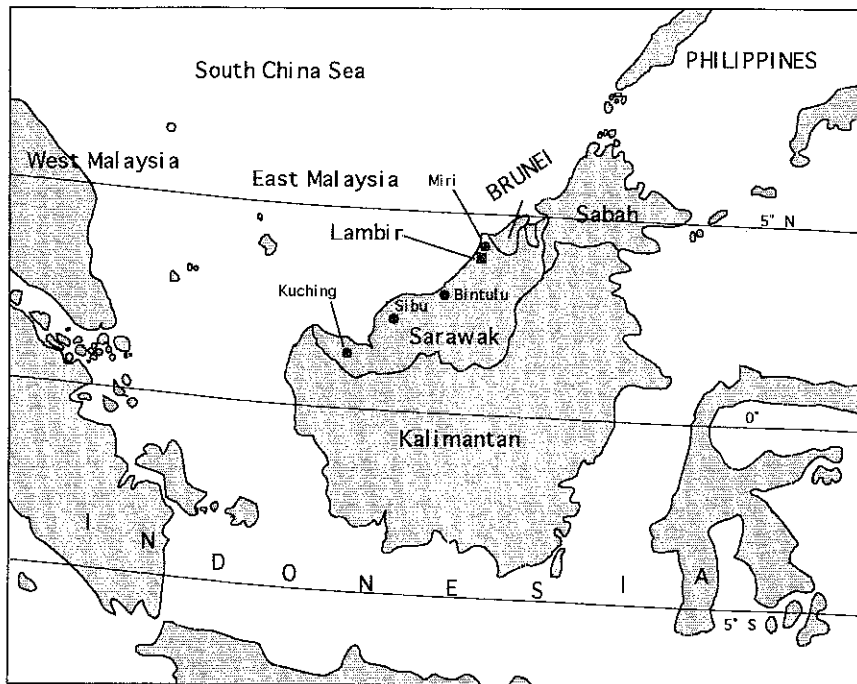 South China Sea
PHILIPPINES
West Malaysia
East Malaysia
Miri
BRUNEI
Sabah
5° N
Lambir
Kuching
Sibu
Bintulu
Sarawak
0°
Kalimantan
I N D O N E S I A
5° S